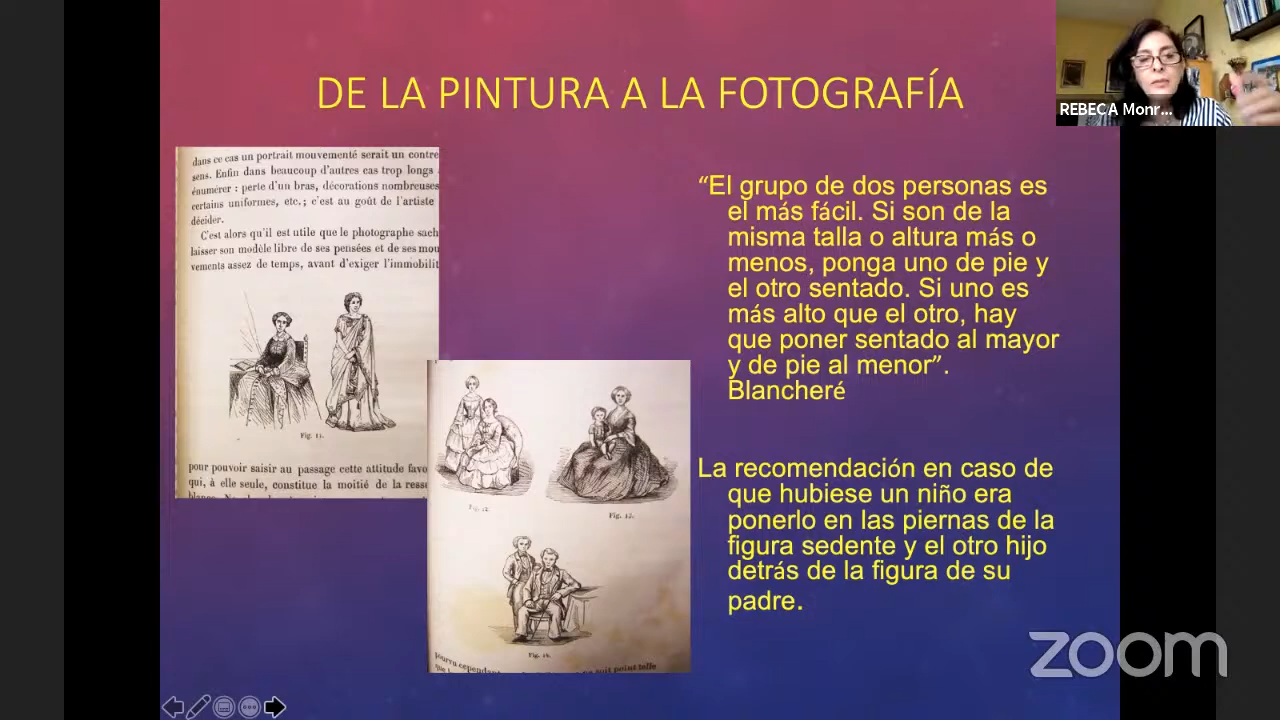 DE LA PINTURA A LA FOTOGRAFÍA
REBECA Monr...
dans ce cas un portrait mouvementé serait un contre
sens. Enfin dans beaucoup d'autres cas trop longs
énumérer : perte d'un bras, décorations nombreuses
certains uniformes, etc.; c'est au goût de l'artiste
décider.
C'est alors qu'il est utile que le photographe sach
laisser son modèle libre de ses pensées et de ses mou
vements assez de temps, avant d'exiger l'immobilit
Fig. 11.
pour pouvoir saisir au passage cette attitude favo
qui, à elle seule, constitue la moitié de la ress
Fig. 12.
Fig. 13.
Fig. 14.
pourra cependant
“El grupo de dos personas es
el más fácil. Si son de la
misma talla o altura más o
menos, ponga uno de pie y
el otro sentado. Si uno es
más alto que el otro, hay
que poner sentado al mayor
y de pie al menor”.
Blancheré
La recomendación en caso de
que hubiese un niño era
ponerlo en las piernas de la
figura sedente y el otro hijo
detrás de la figura de su
padre.
zoom